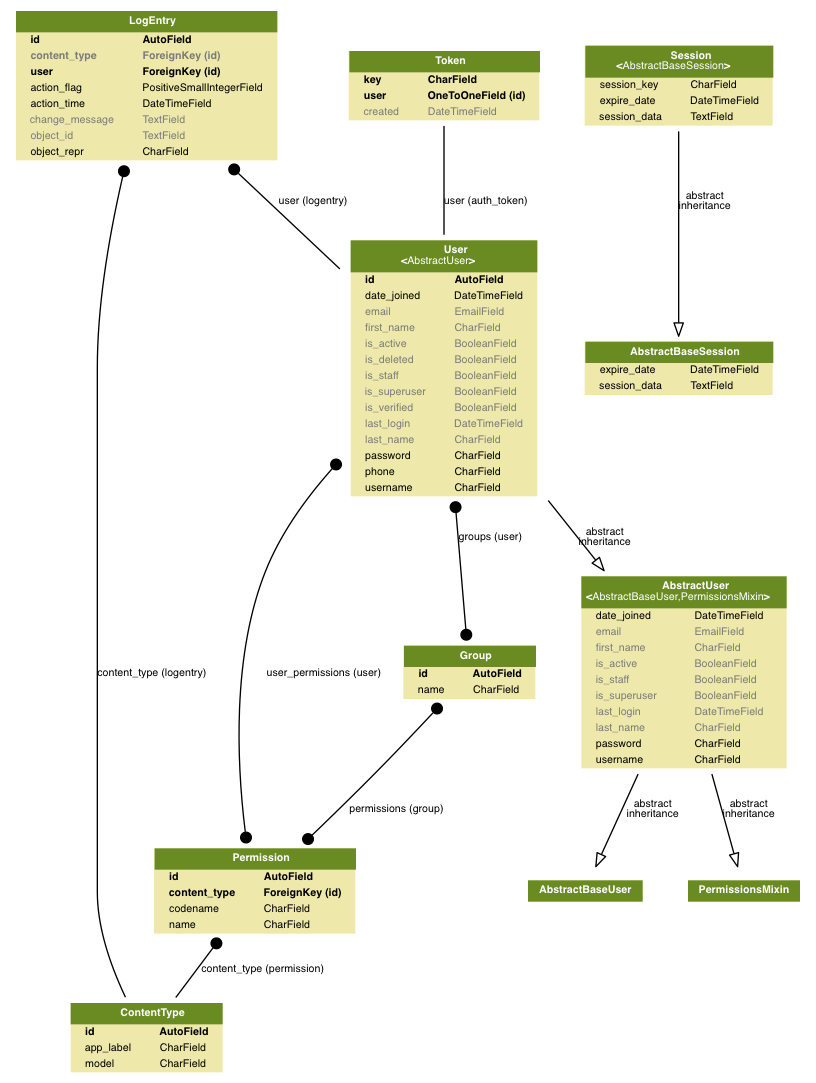 LogEntry
id AutoField
content_type ForeignKey (id)
user ForeignKey (id)
action_flag PositiveSmallIntegerField
action_time DateTimeField
change_message TextField
object_id TextField
object_repr CharField
Token
key CharField
user OneToOneField (id)
created DateTimeField
Session
<AbstractBaseSession>
session_key CharField
expire_date DateTimeField
session_data TextField
user (logentry)
user (auth_token)
abstract
inheritance
User
<AbstractUser>
id AutoField
date_joined DateTimeField
email EmailField
first_name CharField
is_active BooleanField
is_deleted BooleanField
is_staff BooleanField
is_superuser BooleanField
is_verified BooleanField
last_login DateTimeField
last_name CharField
password CharField
phone CharField
username CharField
AbstractBaseSession
expire_date DateTimeField
session_data TextField
groups (user)
abstract
inheritance
AbstractUser
<AbstractBaseUser,PermissionsMixin>
date_joined DateTimeField
email EmailField
first_name CharField
is_active BooleanField
is_staff BooleanField
is_superuser BooleanField
last_login DateTimeField
last_name CharField
password CharField
username CharField
content_type (logentry)
user_permissions (user)
Group
id AutoField
name CharField
permissions (group)
abstract
inheritance
abstract
inheritance
Permission
id AutoField
content_type ForeignKey (id)
codename CharField
name CharField
AbstractBaseUser
PermissionsMixin
content_type (permission)
ContentType
id AutoField
app_label CharField
model CharField